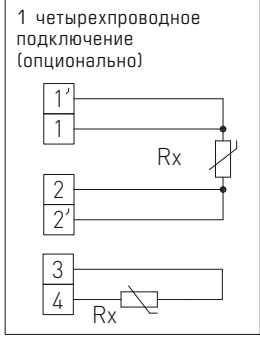 1 четырехпроводное
подключение
(опционально)
1'
1
Rx
2
2'
3
4
Rx